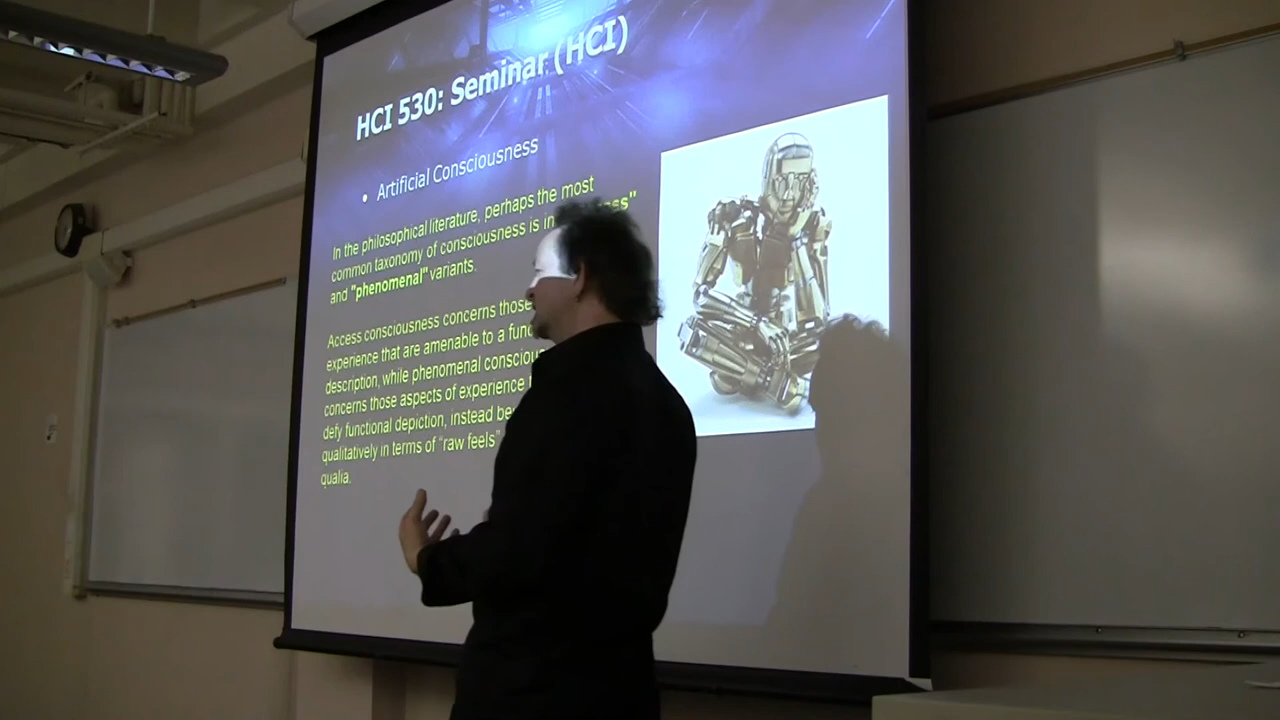 HCI 530: Seminar (HCI)
• Artificial Consciousness
In the philosophical literature, perhaps the most
common taxonomy of consciousness is in
and "phenomenal" variants.
Access consciousness concerns those
experience that are amenable to a
description, while phenomenal
concerns those aspects of experience
defy functional depiction, instead
qualitatively in terms of "raw feels"
qualia.